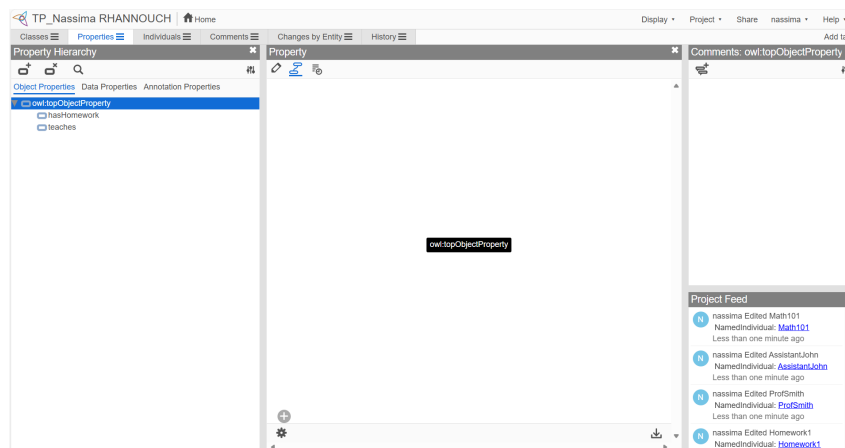 TP_Nassima RHANNOUCH Home Display Project Share nassima Help
Classes Properties Individuals Comments Changes by Entity History Add ta
Property Hierarchy
Object Properties Data Properties Annotation Properties
owl:topObjectProperty
hasHomework
teaches
Property
owl:topObjectProperty
Comments: owl:topObjectProperty
Project Feed
N nassima Edited Math101
NamedIndividual: Math101
Less than one minute ago
N nassima Edited AssistantJohn
NamedIndividual: AssistantJohn
Less than one minute ago
N nassima Edited ProfSmith
NamedIndividual: ProfSmith
Less than one minute ago
N nassima Edited Homework1
NamedIndividual: Homework1